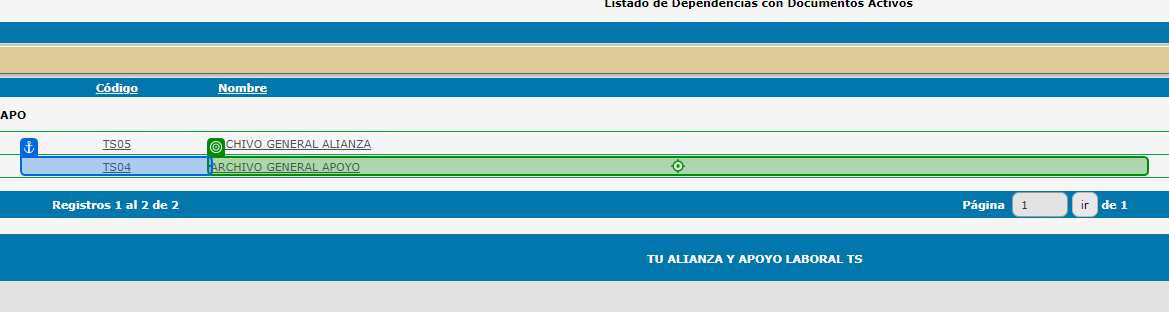 Listado de Dependencias con Documentos Activos
Código Nombre
APO
TS05 CHIVO GENERAL ALIANZA
TS04 ARCHIVO GENERAL APOYO
Registros 1 al 2 de 2 Página 1 ir de 1
TU ALIANZA Y APOYO LABORAL TS